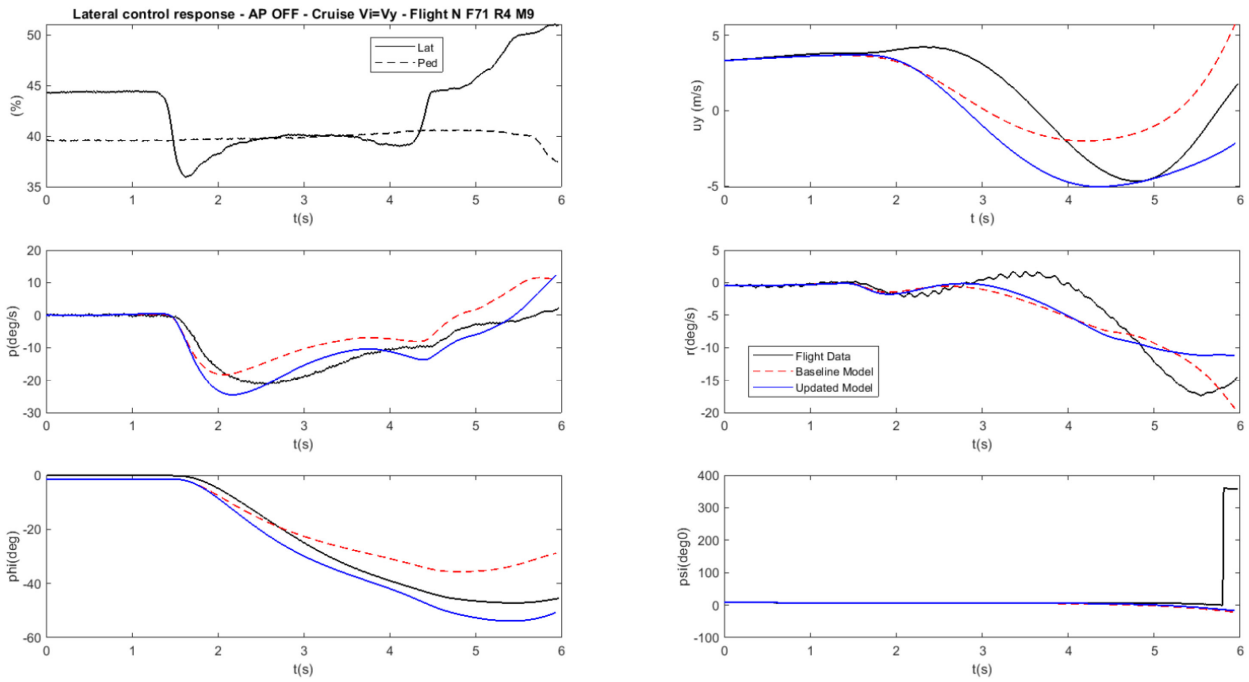 Lateral control response - AP OFF - Cruise Vi=Vy - Flight N F71 R4 M9
50
45
40
35
(%)
Lat
Ped
0 1 2 3 4 5 6
t(s)
5
0
-5
uy (m/s)
0 1 2 3 4 5 6
t (s)
20
10
0
-10
-20
-30
p(deg/s)
0 1 2 3 4 5 6
t(s)
5
0
-5
-10
-15
-20
r(deg/s)
Flight Data
Baseline Model
Updated Model
0 1 2 3 4 5 6
t(s)
0
-20
-40
-60
phi(deg)
0 1 2 3 4 5 6
t(s)
400
300
200
100
0
-100
psi(deg0)
0 1 2 3 4 5 6
t(s)